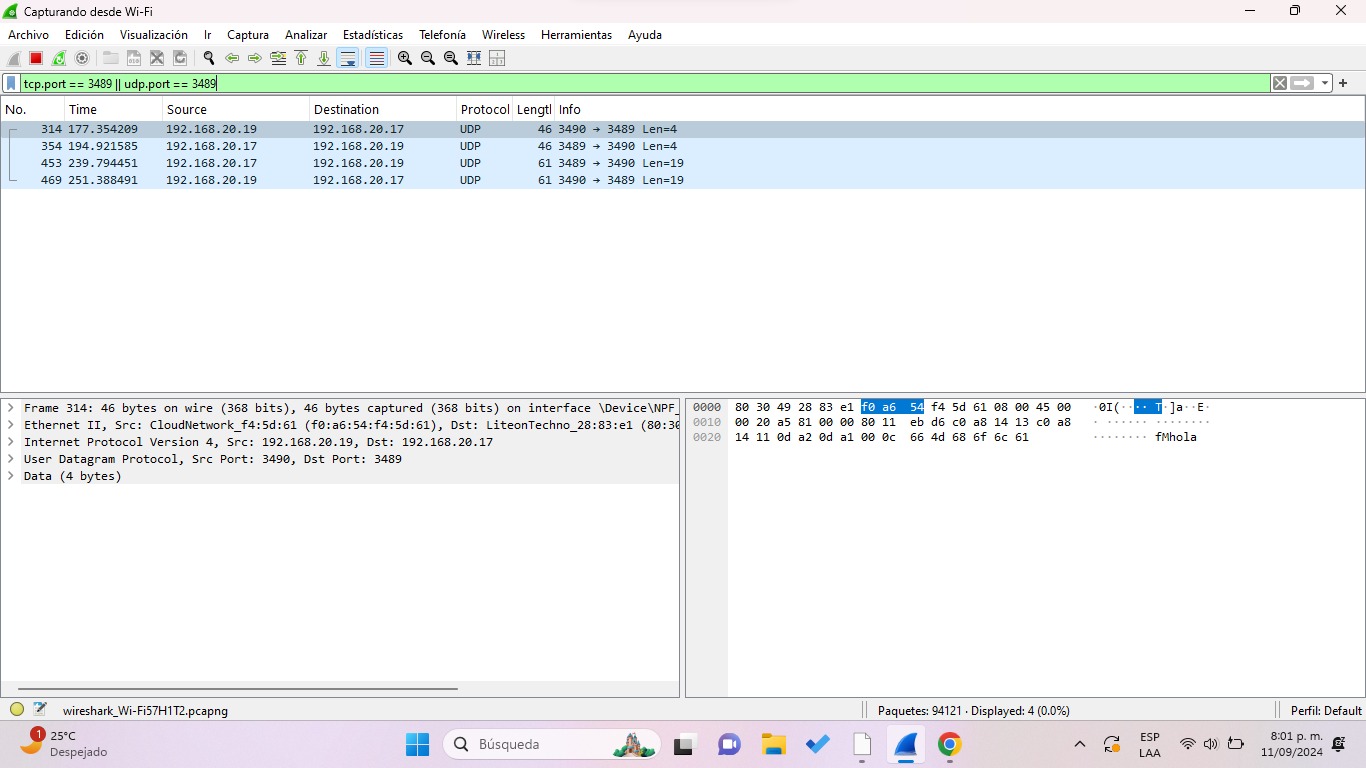 Capturando desde Wi-Fi
Archivo Edición Visualización Ir Captura Analizar Estadísticas Telefonía Wireless Herramientas Ayuda
tcp.port == 3489 || udp.port == 3489
No. Time Source Destination Protocol Lengtl Info
314 177.354209 192.168.20.19 192.168.20.17 UDP 46 3490 → 3489 Len=4
354 194.921585 192.168.20.17 192.168.20.19 UDP 46 3489 → 3490 Len=4
453 239.794451 192.168.20.17 192.168.20.19 UDP 61 3489 → 3490 Len=19
469 251.388491 192.168.20.19 192.168.20.17 UDP 61 3490 → 3489 Len=19
Frame 314: 46 bytes on wire (368 bits), 46 bytes captured (368 bits) on interface \Device\NPF_
Ethernet II, Src: CloudNetwork_f4:5d:61 (f0:a6:54:f4:5d:61), Dst: LiteonTechno_28:83:e1 (80:30
Internet Protocol Version 4, Src: 192.168.20.19, Dst: 192.168.20.17
User Datagram Protocol, Src Port: 3490, Dst Port: 3489
Data (4 bytes)
0000 80 30 49 28 83 e1 f0 a6 54 f4 5d 61 08 00 45 00 ·0I(····T·]a··E·
0010 00 20 a5 81 00 00 80 11 eb d6 c0 a8 14 13 c0 a8 · ······ ········
0020 14 11 0d a2 0d a1 00 0c 66 4d 68 6f 6c 61 ········ fMhola
wireshark_Wi-Fi57H1T2.pcapng Paquetes: 94121 · Displayed: 4 (0.0%) Perfil: Default
1
25°C
Despejado
Búsqueda
ESP
LAA
8:01 p. m.
11/09/2024